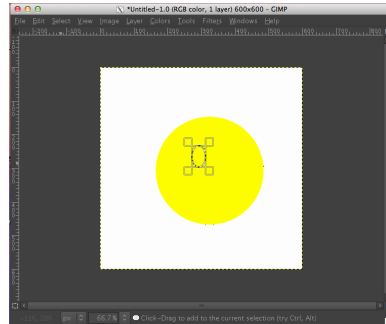 *Untitled-1.0 (RGB color, 1 layer) 600x600 – GIMP
File Edit Select View Image Layer Colors Tools Filters Windows Help
px 66.7% Click-Drag to add to the current selection (try Ctrl, Alt)